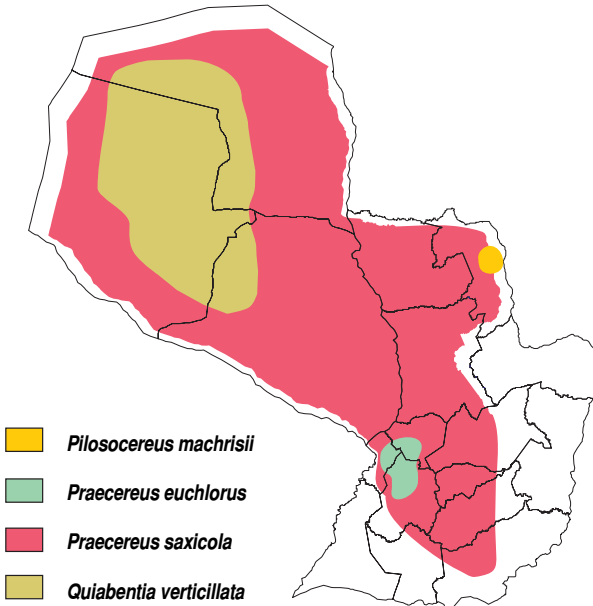 Pilosocereus machrisii
Praecereus euchlorus
Praecereus saxicola
Quiabentia verticillata